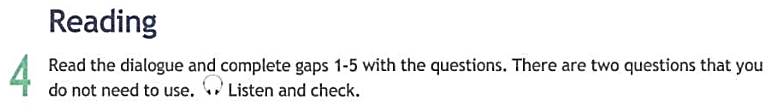 Reading
4 Read the dialogue and complete gaps 1-5 with the questions. There are two questions that you
do not need to use. Listen and check.